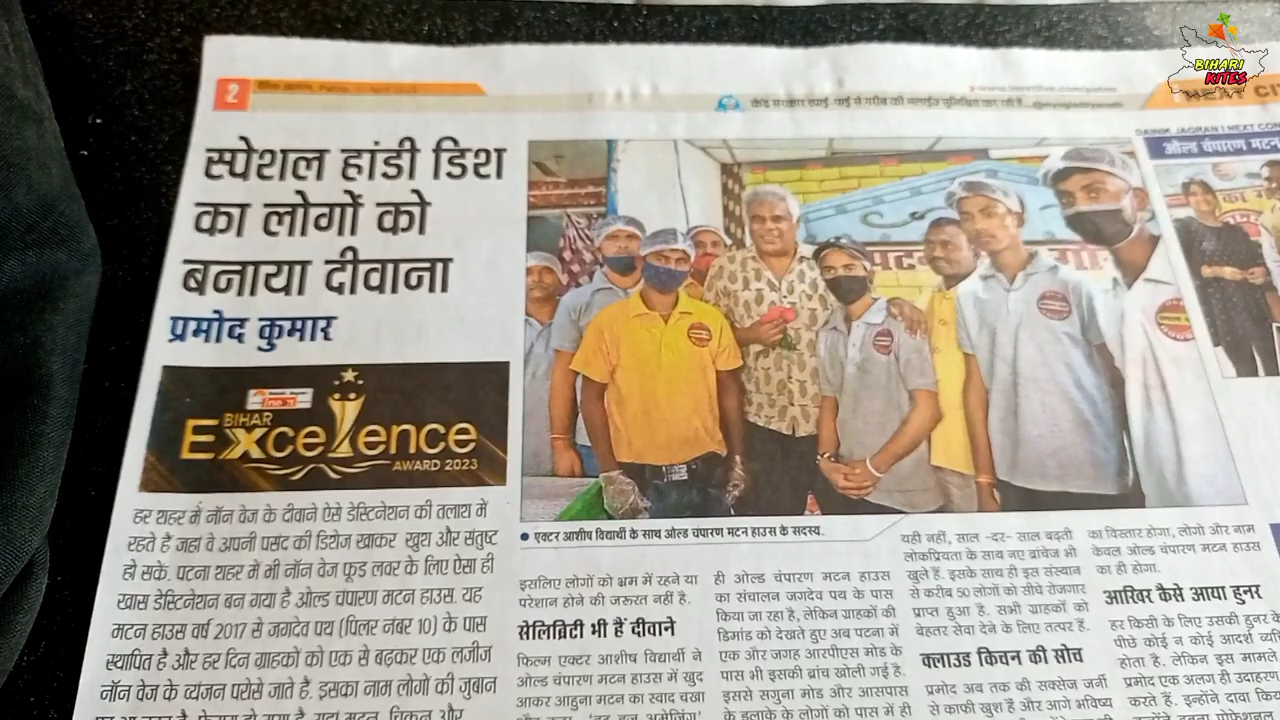 BIHARI
KITES
2
केंद्र सरकार
NEXT CI
DAINIK JAGRAN I NEXT CON
ओल्ड चंपारण मटन
स्पेशल हांडी डिश
का लोगों को
बनाया दीवाना
प्रमोद कुमार
BIHAR
Excellence
AWARD 2023
हर शहर में नॉन वेज के दीवाने ऐसे डेस्टिनेशन की तलाश में
रहते हैं जहां वे अपनी पसंद की डिशेज खाकर खुश और संतुष्ट
हो सकें. पटना शहर में भी नॉन वेज फूड लवर के लिए ऐसा ही
खास डेस्टिनेशन बन गया है ओल्ड चंपारण मटन हाउस. यह
मटन हाउस वर्ष 2017 से जगदेव पथ (पिलर नंबर 10) के पास
स्थापित है और हर दिन ग्राहकों को एक से बढ़कर एक लजीज
नॉन वेज के व्यंजन परोसे जाते हैं. इसका नाम लोगों की जुबान
एक्टर आशीष विद्यार्थी के साथ ओल्ड चंपारण मटन हाउस के सदस्य.
इसलिए लोगों को भ्रम में रहने या
परेशान होने की जरूरत नहीं है.
सेलिब्रिटी भी हैं दीवाने
फिल्म एक्टर आशीष विद्यार्थी ने
ओल्ड चंपारण मटन हाउस में खुद
आकर आहुना मटन का स्वाद चखा
ही ओल्ड चंपारण मटन हाउस
का संचालन जगदेव पथ के पास
किया जा रहा है, लेकिन ग्राहकों की
डिमांड को देखते हुए अब पटना में
एक और जगह आरपीएस मोड़ के
पास भी इसकी ब्रांच खोली गई है.
इससे सगुना मोड़ और आसपास
के इलाके के लोगों को पास में ही
यही नहीं, साल -दर- साल बढ़ती
लोकप्रियता के साथ नए ब्रांचेज भी
खुले हैं. इसके साथ ही इस संस्थान
से करीब 50 लोगों को सीधे रोजगार
प्राप्त हुआ है. सभी ग्राहकों को
बेहतर सेवा देने के लिए तत्पर हैं.
क्लाउड किचन की सोच
प्रमोद अब तक की सक्सेज जर्नी
से काफी खुश हैं और आगे भविष्य
का विस्तार होगा, लोगो और नाम
केवल ओल्ड चंपारण मटन हाउस
का ही होगा.
आखिर कैसे आया हुनर
हर किसी के लिए उसकी हुनर के
पीछे कोई न कोई आदर्श व्यक्ति
होता है. लेकिन इस मामले
प्रमोद एक अलग ही उदाहरण
करते हैं. इन्होंने दावा किया